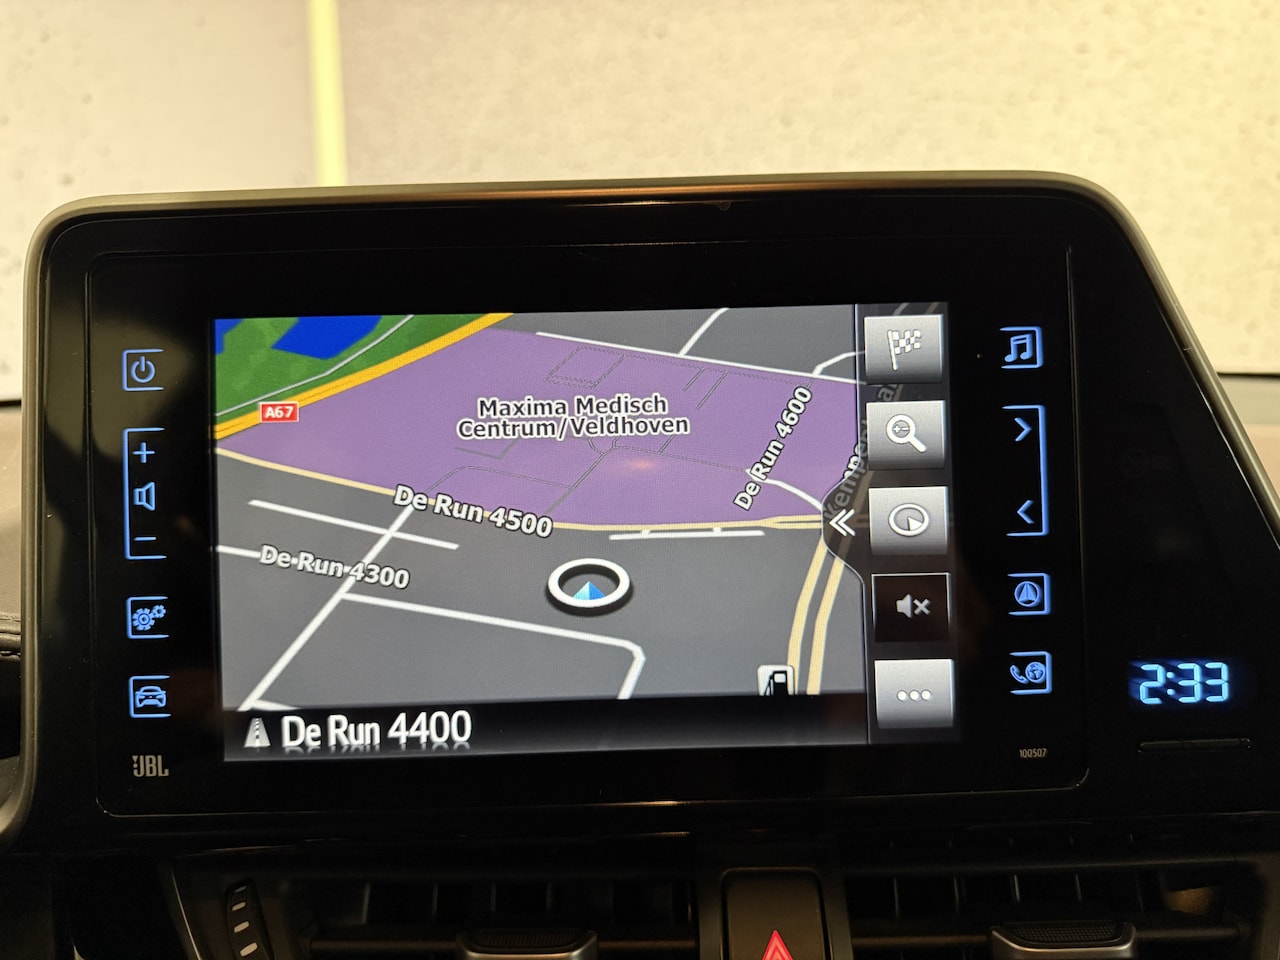 A67
Maxima Medisch
Centrum/Veldhoven
De Run 4600
De Run 4500
De Run 4300
De Run 4400
JBL
100507
2:33